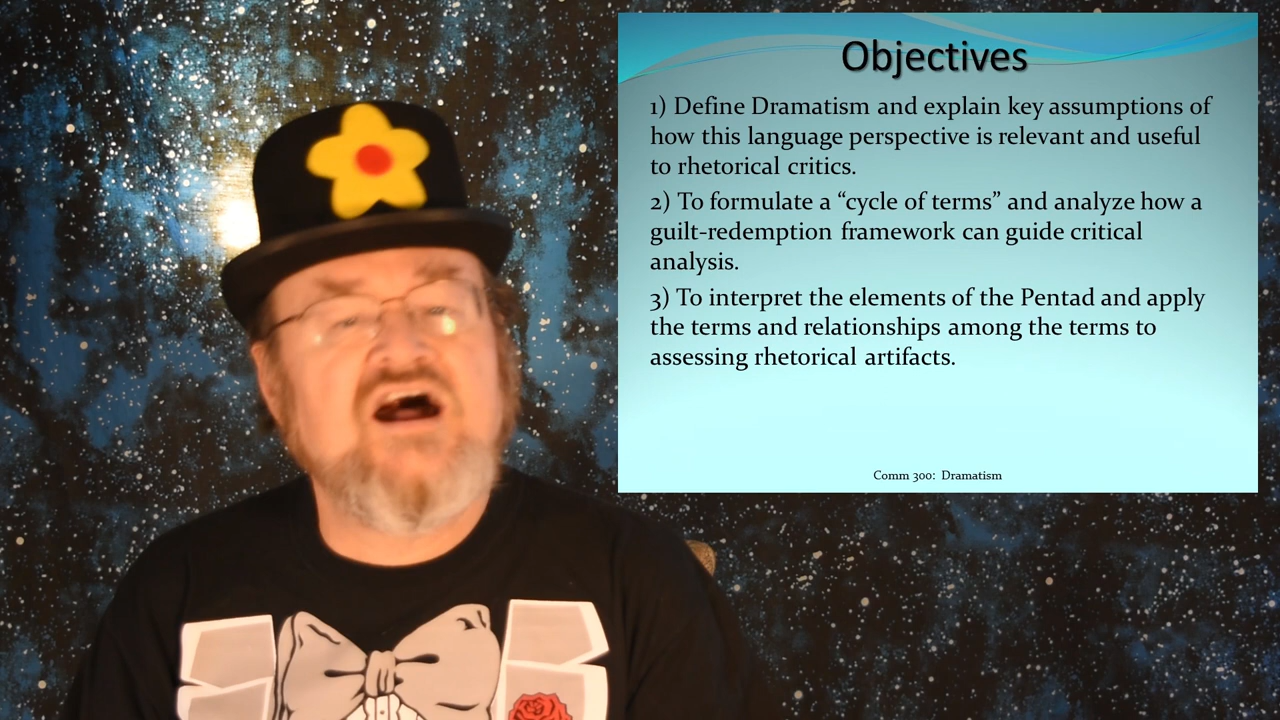 Objectives
1) Define Dramatism and explain key assumptions of
how this language perspective is relevant and useful
to rhetorical critics.
2) To formulate a “cycle of terms” and analyze how a
guilt-redemption framework can guide critical
analysis.
3) To interpret the elements of the Pentad and apply
the terms and relationships among the terms to
assessing rhetorical artifacts.
Comm 300: Dramatism